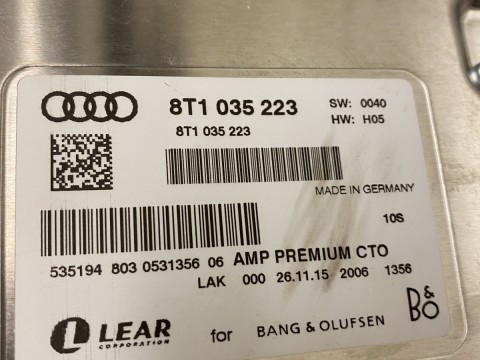 8T1 035 223 SW: 0040
8T1 035 223 HW: H05
MADE IN GERMANY
10S
535194 803 0531356 06 AMP PREMIUM CTO
LAK 000 26.11.15 2006 1356
LEAR CORPORATION for BANG & OLUFSEN B&O